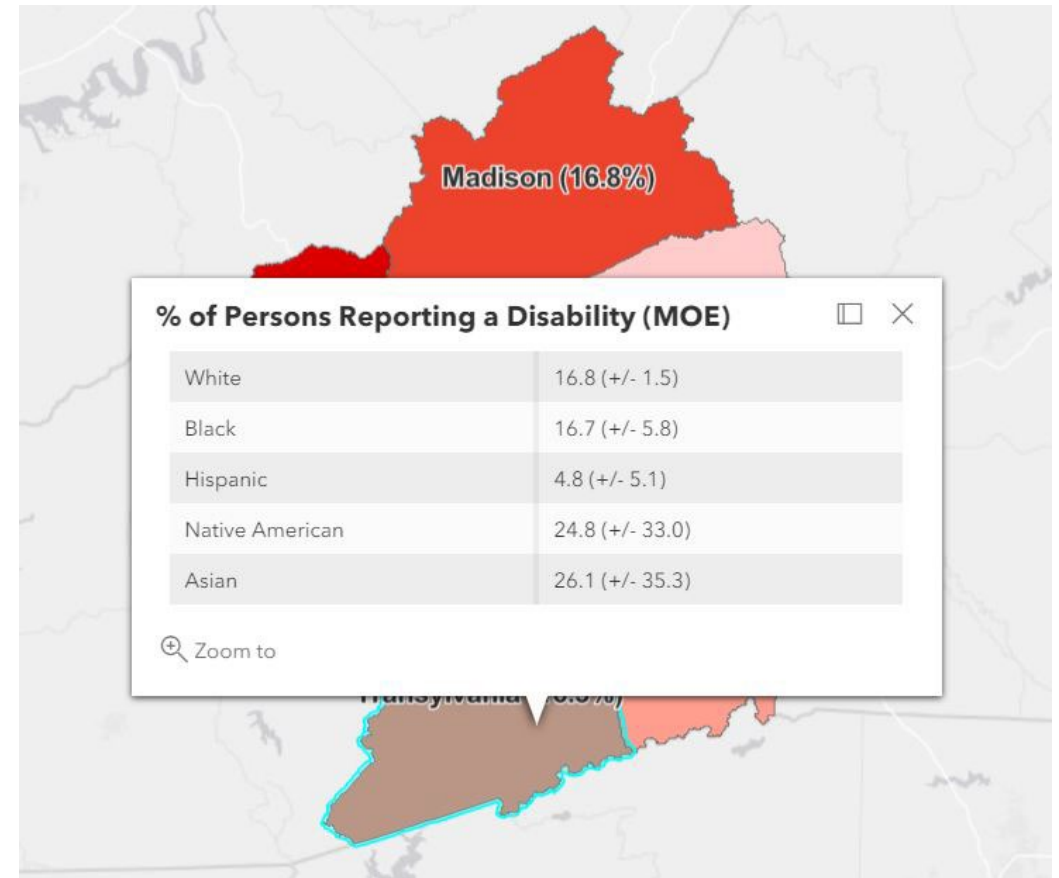 Madison (16.8%)
% of Persons Reporting a Disability (MOE)
White 16.8 (+/- 1.5)
Black 16.7 (+/- 5.8)
Hispanic 4.8 (+/- 5.1)
Native American 24.8 (+/- 33.0)
Asian 26.1 (+/- 35.3)
Zoom to
Transylvania